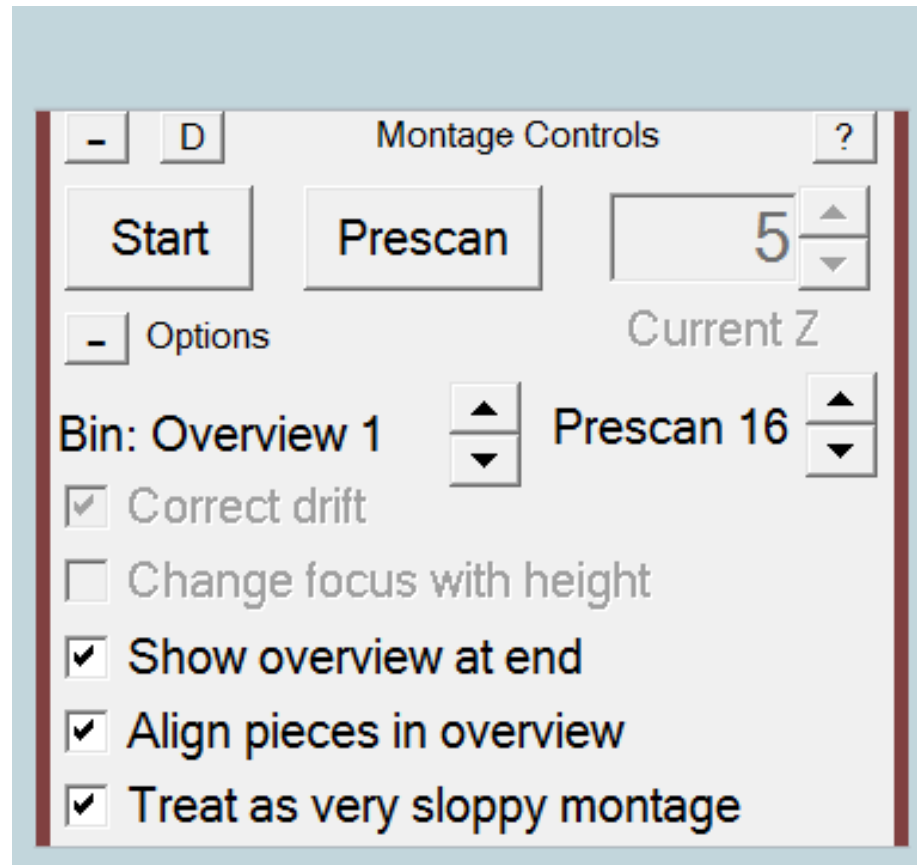 - D Montage Controls ?
Start Prescan 5
- Options Current Z
Bin: Overview 1 Prescan 16
Correct drift
Change focus with height
Show overview at end
Align pieces in overview
Treat as very sloppy montage